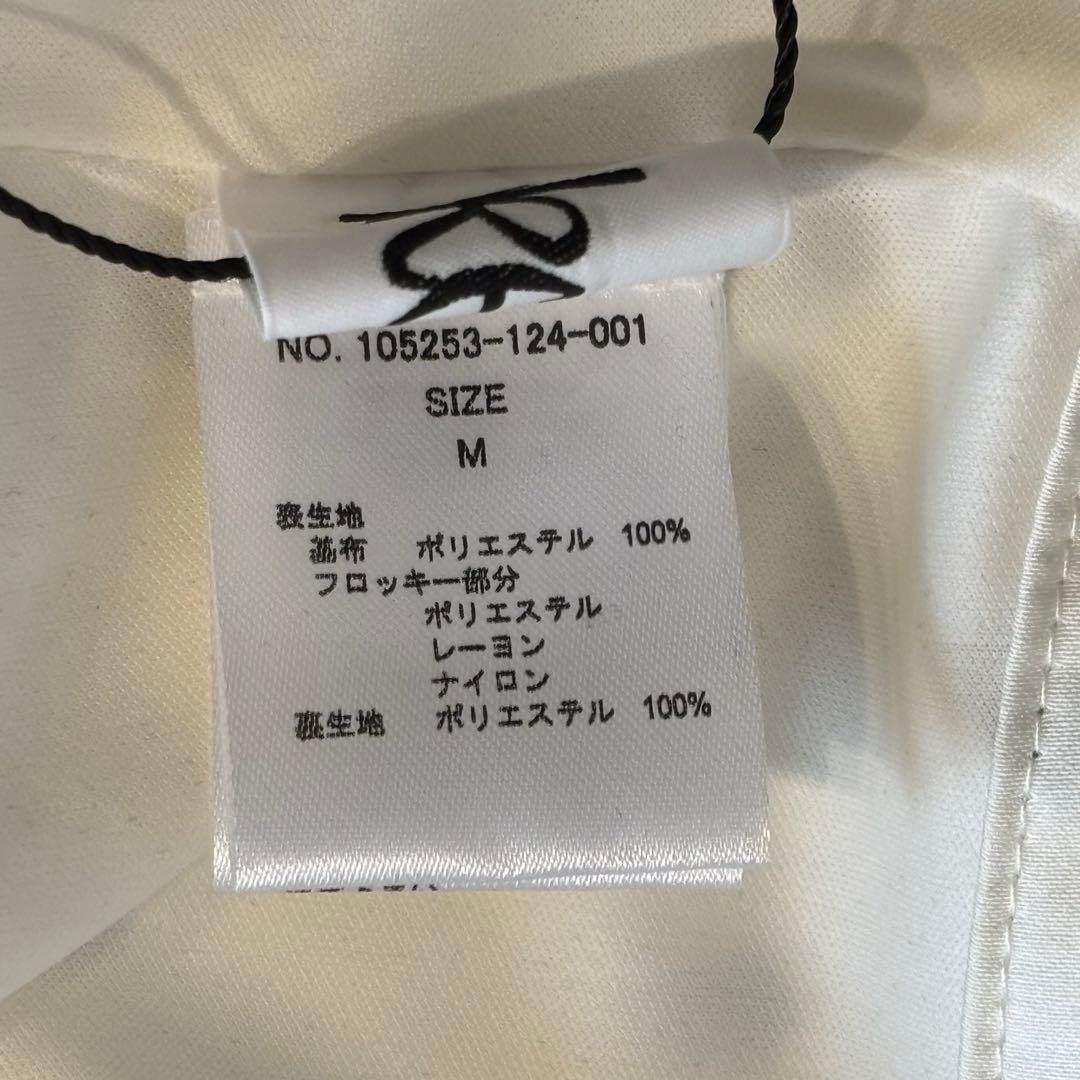 NO. 105253-124-001
SIZE
M
表生地
基布 ポリエステル 100%
フロッキー部分
ポリエステル
レーヨン
ナイロン
裏生地 ポリエステル 100%